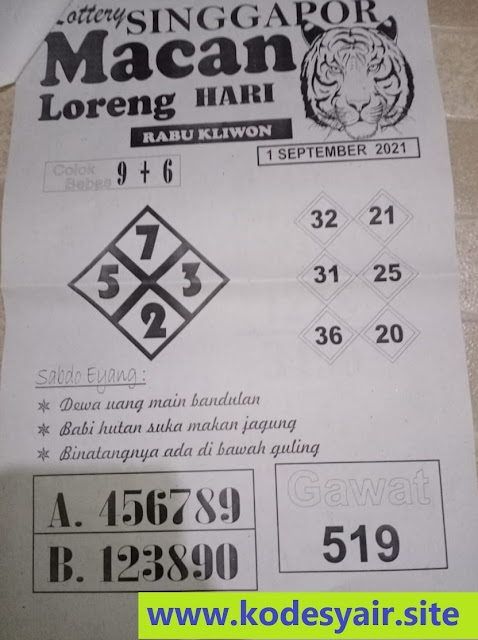 Lottery SINGGAPOR
Macan
Loreng HARI
RABU KLIWON
1 SEPTEMBER 2021
Colok
Bebas 9 + 6
7
5 3
2
32 21
31 25
36 20
Sabdo Eyang :
Dewa uang main bandulan
Babi hutan suka makan jagung
Binatangnya ada di bawah guling
A. 456789
B. 123890
Gawat
519
www.kodesyair.site